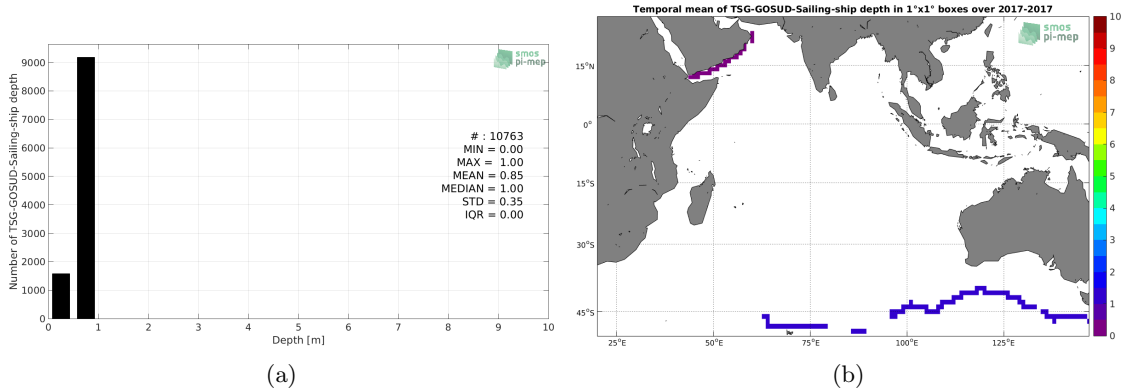 smos
pi-mep
# : 10763
MIN = 0.00
MAX = 1.00
MEAN = 0.85
MEDIAN = 1.00
STD = 0.35
IQR = 0.00
Number of TSG-GOSUD-Sailing-ship depth
9000
8000
7000
6000
5000
4000
3000
2000
1000
0
0 1 2 3 4 5 6 7 8 9 10
Depth [m]
(a)
Temporal mean of TSG-GOSUD-Sailing-ship depth in 1°x1° boxes over 2017-2017
smos
pi-mep
15°N
0°
15°S
30°S
45°S
25°E 50°E 75°E 100°E 125°E
10
9
8
7
6
5
4
3
2
1
0
(b)